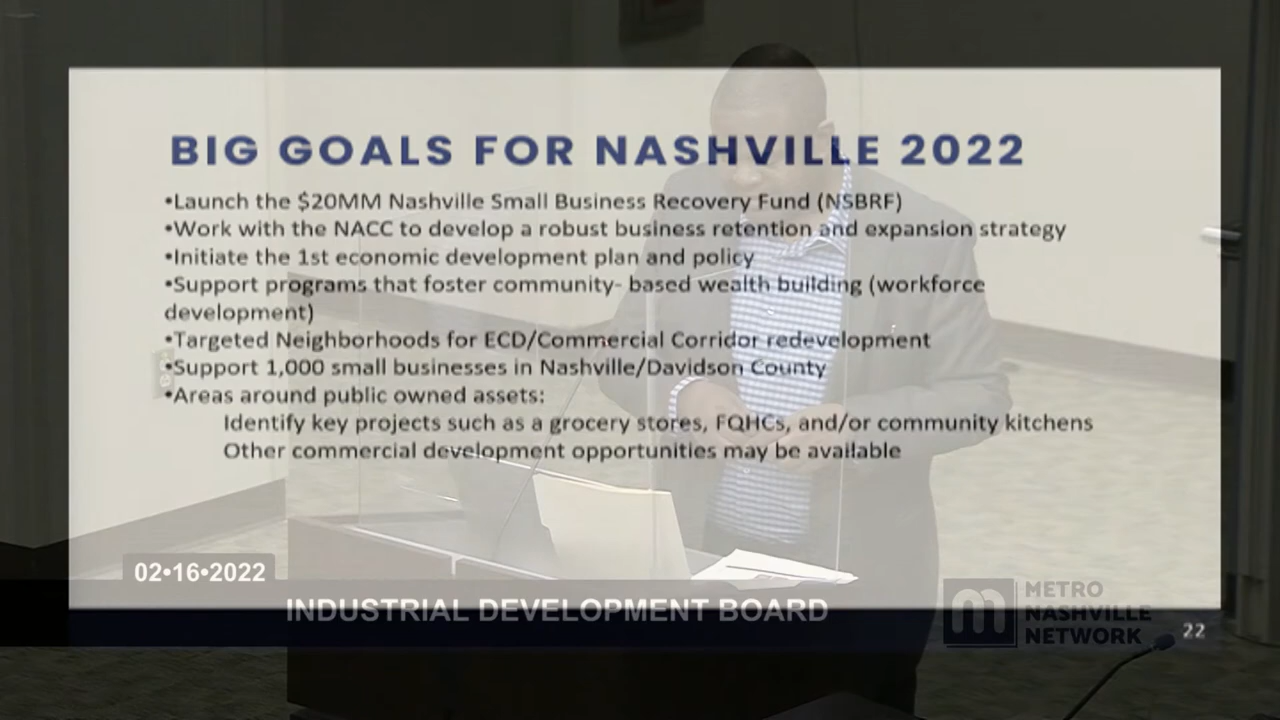 BIG GOALS FOR NASHVILLE 2022
•Launch the $20MM Nashville Small Business Recovery Fund (NSBRF)
•Work with the NACC to develop a robust business retention and expansion strategy
•Initiate the 1st economic development plan and policy
•Support programs that foster community- based wealth building (workforce
development)
•Targeted Neighborhoods for ECD/Commercial Corridor redevelopment
•Support 1,000 small businesses in Nashville/Davidson County
•Areas around public owned assets:
Identify key projects such as a grocery stores, FQHCs, and/or community kitchens
Other commercial development opportunities may be available
02•16•2022
INDUSTRIAL DEVELOPMENT BOARD
m METRO
NASHVILLE
NETWORK
22